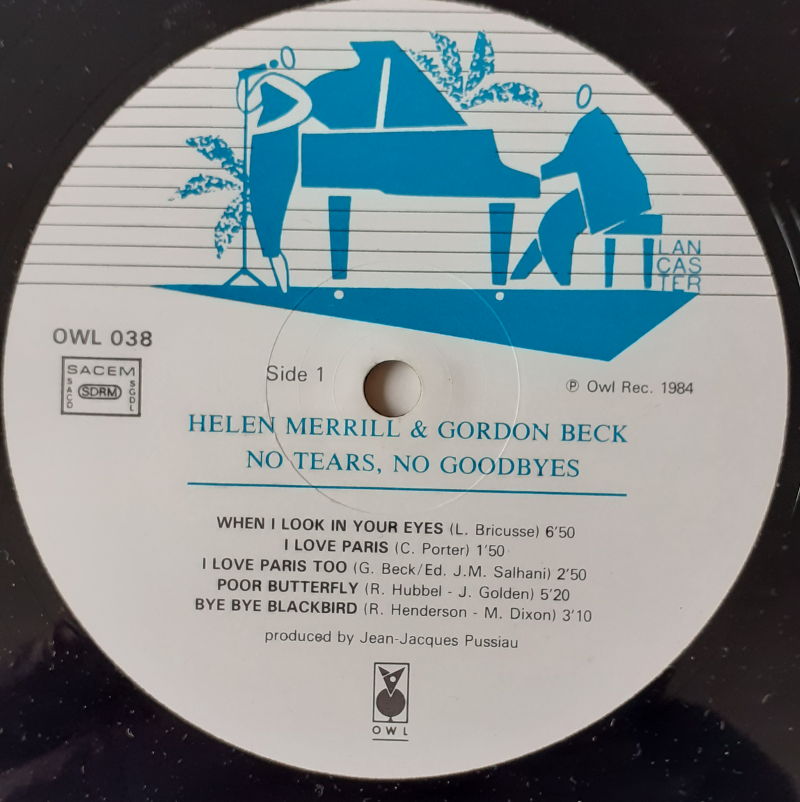 LAN
CAS
TER
OWL 038
SACEM
SACD
SDRM
SGDL
Side 1
℗ Owl Rec. 1984
HELEN MERRILL & GORDON BECK
NO TEARS, NO GOODBYES
WHEN I LOOK IN YOUR EYES (L. Bricusse) 6'50
I LOVE PARIS (C. Porter) 1'50
I LOVE PARIS TOO (G. Beck/Ed. J.M. Salhani) 2'50
POOR BUTTERFLY (R. Hubbel - J. Golden) 5'20
BYE BYE BLACKBIRD (R. Henderson - M. Dixon) 3'10
produced by Jean-Jacques Pussiau
OWL